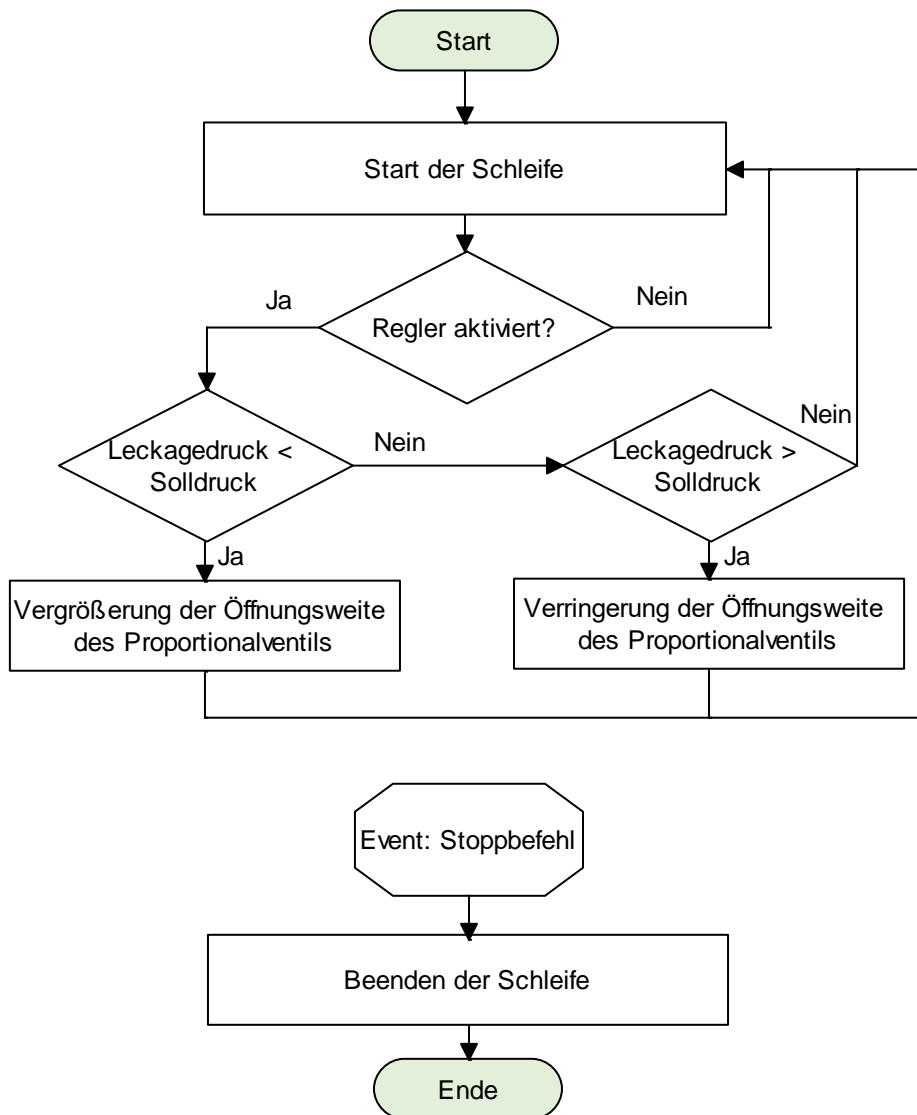 Start
Start der Schleife
Ja
Nein
Regler aktiviert?
Leckagedruck <
Solldruck
Nein
Leckagedruck >
Solldruck
Nein
Ja
Ja
Vergrößerung der Öffnungsweite
des Proportionalventils
Verringerung der Öffnungsweite
des Proportionalventils
Event: Stoppbefehl
Beenden der Schleife
Ende